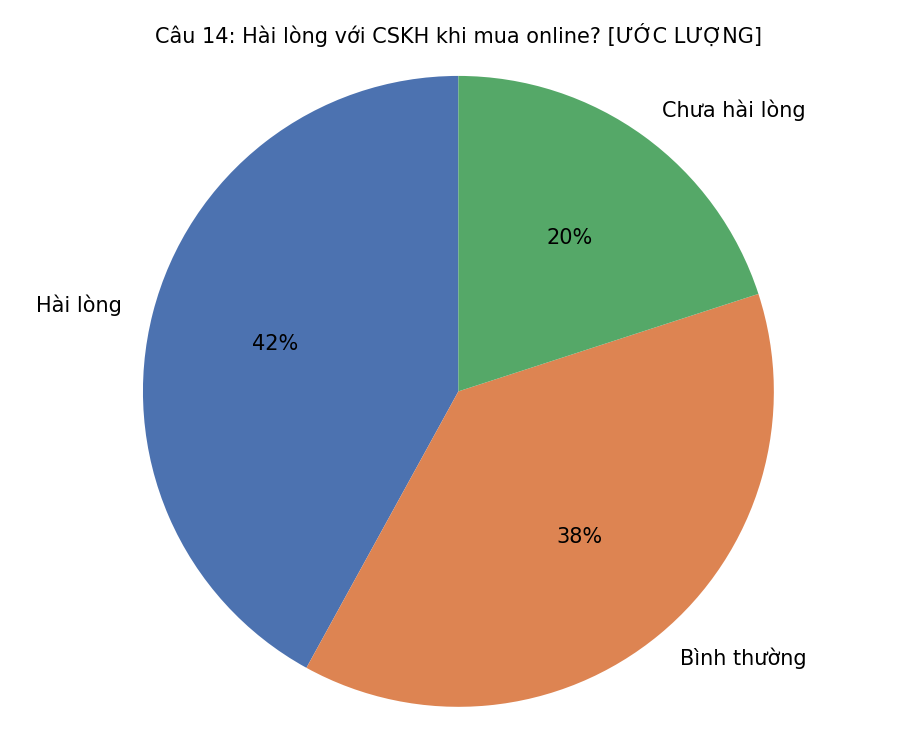 Câu 14: Hài lòng với CSKH khi mua online? [ƯỚC LƯỢNG]
Chưa hài lòng
20%
Hài lòng
42%
38%
Bình thường